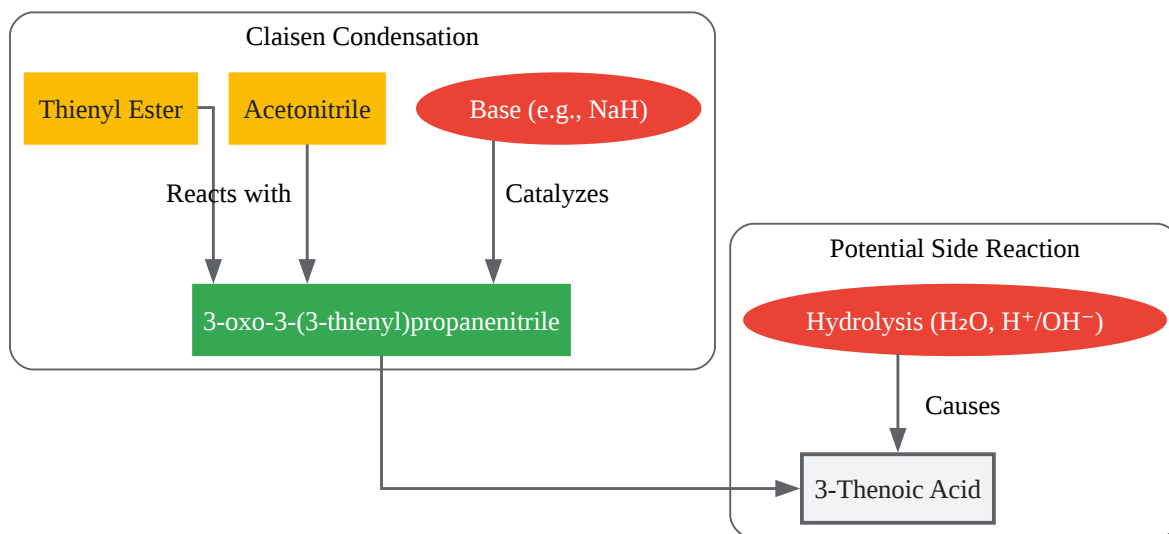 Claisen Condensation
Thienyl Ester
Acetonitrile
Base (e.g., NaH)
Reacts with
Catalyzes
3-oxo-3-(3-thienyl)propanenitrile
Potential Side Reaction
Hydrolysis (H₂O, H⁺/OH⁻)
Causes
3-Thenoic Acid